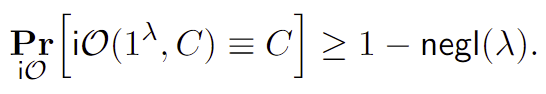 Pr_{i𝒪}[i𝒪(1^λ, C) ≡ C] ≥ 1 − negl(λ).